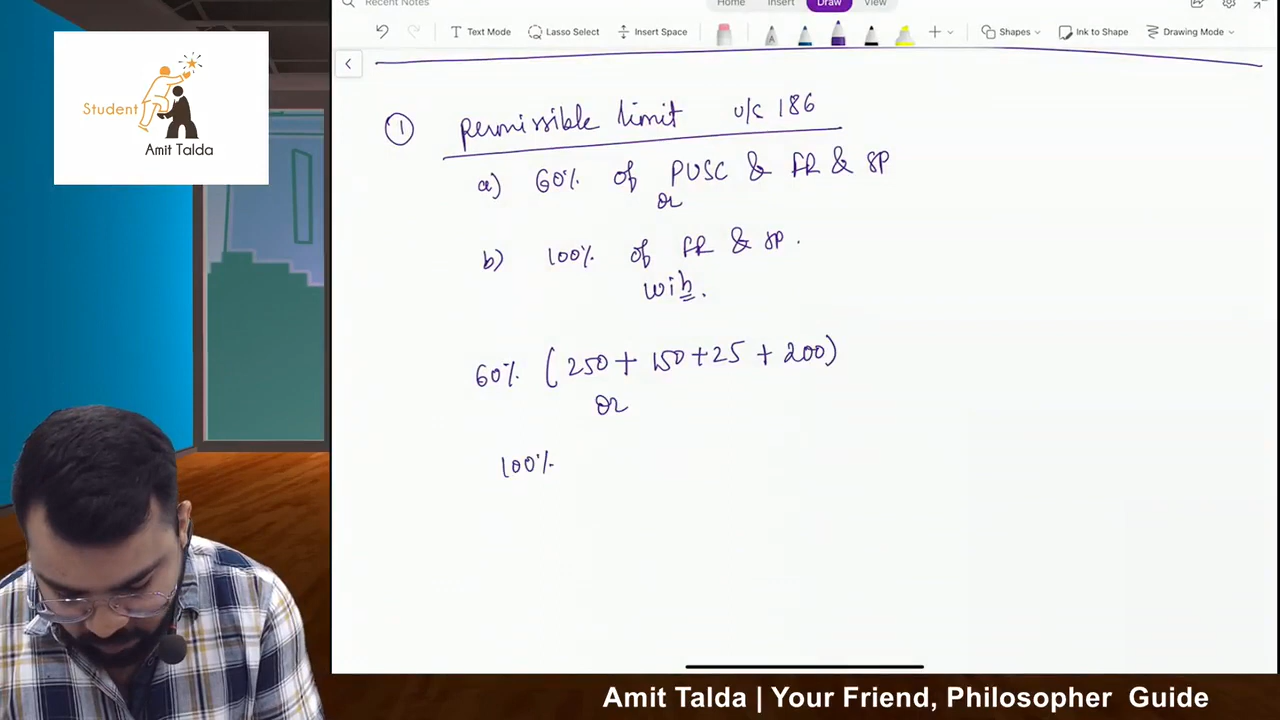 Recent Notes
Home Insert Draw View
Text Mode Lasso Select Insert Space Shapes Ink to Shape Drawing Mode
Student
Amit Talda
① Permissible limit u/s 186
a) 60% of PUSC & FR & SP
or
b) 100% of FR & SP.
wih.
60% (250 + 150 + 25 + 200)
or
100%
Amit Talda | Your Friend, Philosopher Guide